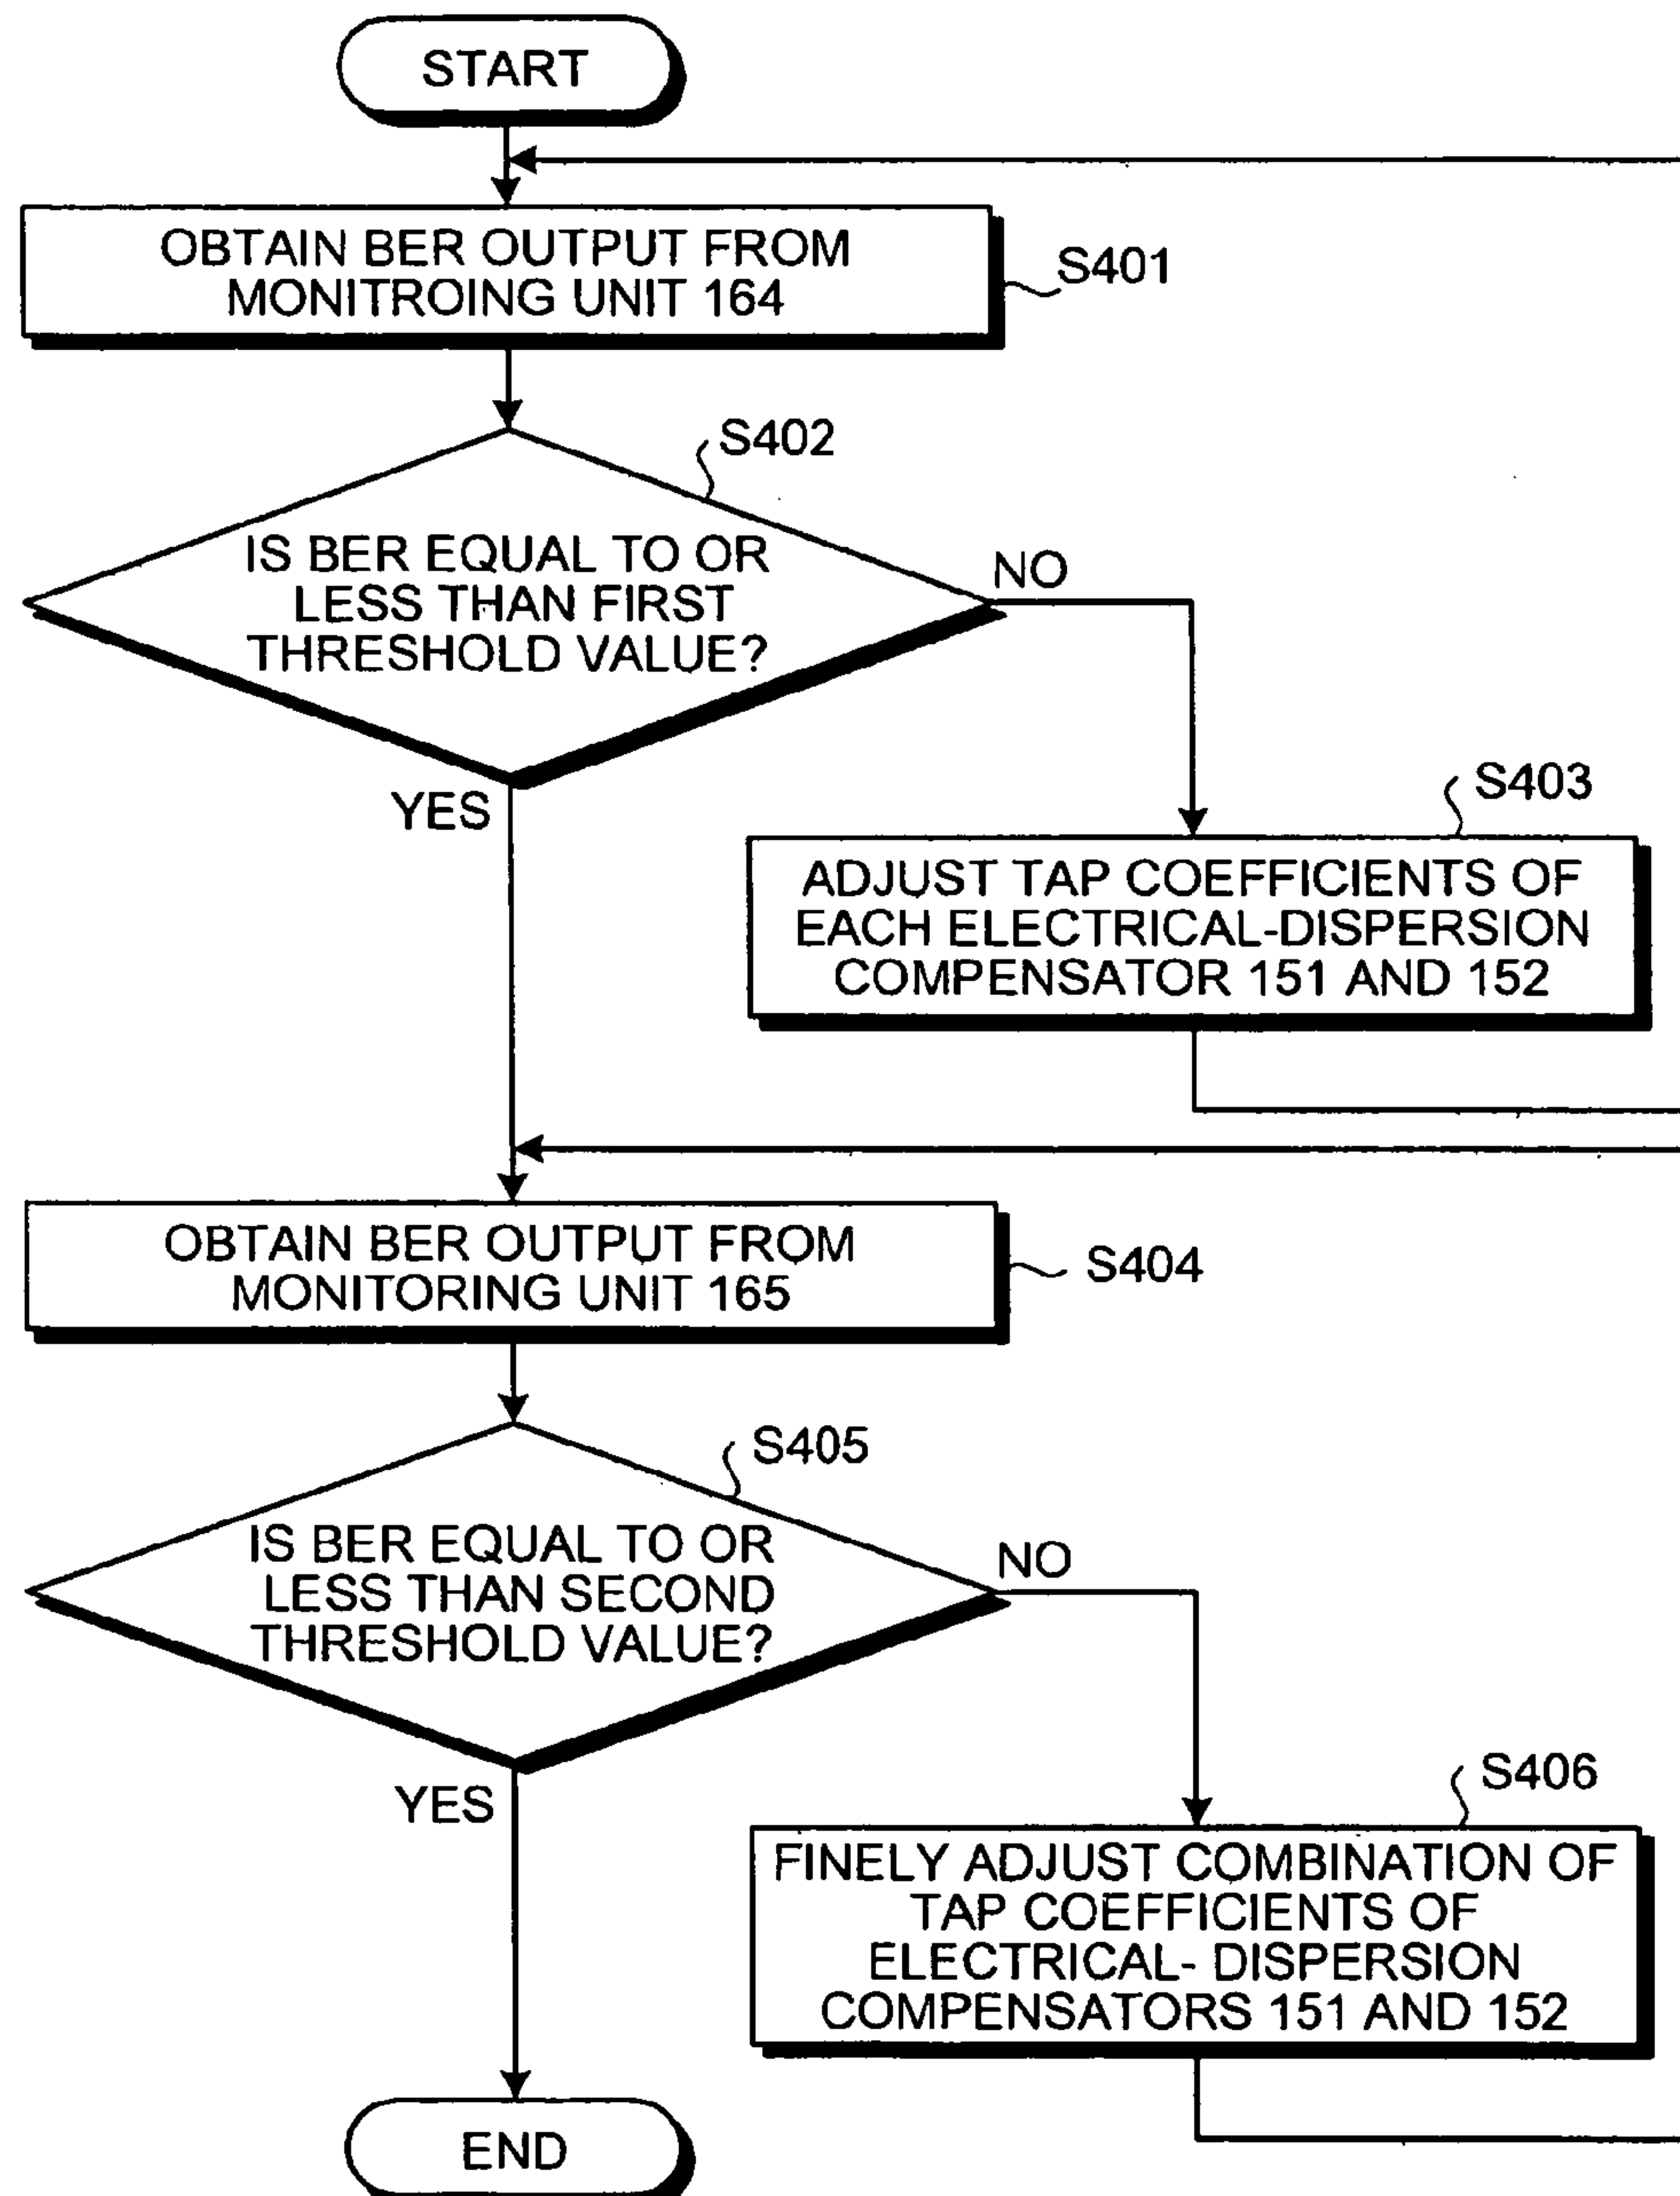 START
OBTAIN BER OUTPUT FROM
MONITROING UNIT 164
S401
S402
IS BER EQUAL TO OR
LESS THAN FIRST
THRESHOLD VALUE?
NO
YES
S403
ADJUST TAP COEFFICIENTS OF
EACH ELECTRICAL-DISPERSION
COMPENSATOR 151 AND 152
OBTAIN BER OUTPUT FROM
MONITORING UNIT 165
S404
S405
IS BER EQUAL TO OR
LESS THAN SECOND
THRESHOLD VALUE?
NO
YES
S406
FINELY ADJUST COMBINATION OF
TAP COEFFICIENTS OF
ELECTRICAL- DISPERSION
COMPENSATORS 151 AND 152
END